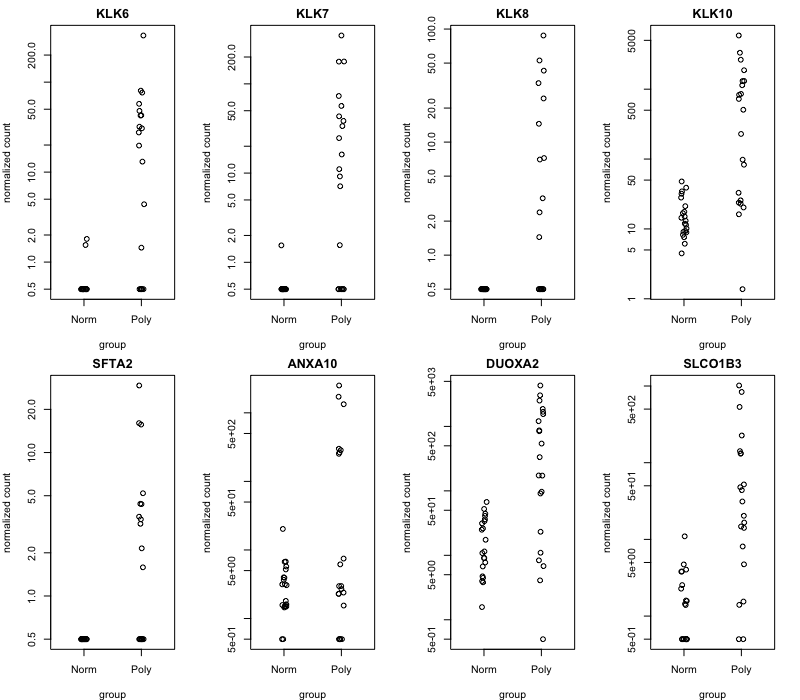 KLK6
normalized count
200.0
50.0
10.0
5.0
2.0
1.0
0.5
Norm
Poly
group
KLK7
normalized count
200.0
50.0
10.0
5.0
2.0
1.0
0.5
Norm
Poly
group
KLK8
normalized count
100.0
50.0
20.0
10.0
5.0
2.0
1.0
0.5
Norm
Poly
group
KLK10
normalized count
5000
500
50
10
5
1
Norm
Poly
group
SFTA2
normalized count
20.0
10.0
5.0
2.0
1.0
0.5
Norm
Poly
group
ANXA10
normalized count
5e+02
5e+01
5e+00
5e-01
Norm
Poly
group
DUOXA2
normalized count
5e+03
5e+02
5e+01
5e+00
5e-01
Norm
Poly
group
SLCO1B3
normalized count
5e+02
5e+01
5e+00
5e-01
Norm
Poly
group